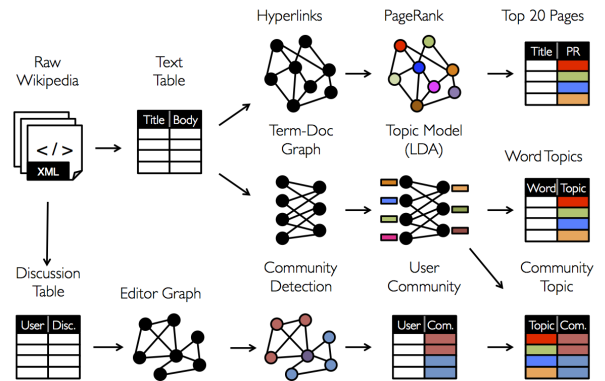 Hyperlinks
PageRank
Top 20 Pages
Raw
Wikipedia
Text
Table
Title PR
</>
XML
Title Body
Term-Doc
Graph
Topic Model
(LDA)
Word Topics
Word Topic
Discussion
Table
Editor Graph
Community
Detection
User
Community
Community
Topic
User Disc.
User Com.
Topic Com.